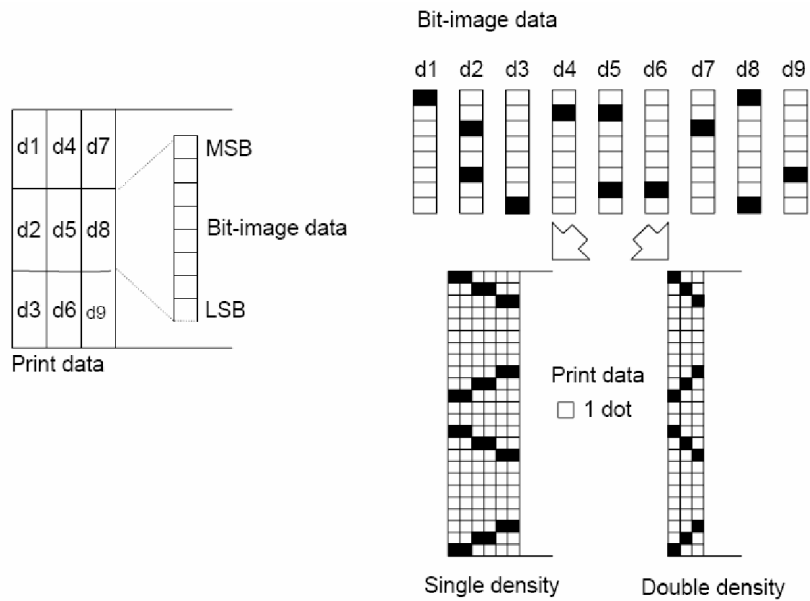 Bit-image data
d1 d2 d3 d4 d5 d6 d7 d8 d9
d1 d4 d7
MSB
d2 d5 d8
Bit-image data
d3 d6 d9
LSB
Print data
Print data
1 dot
Single density
Double density